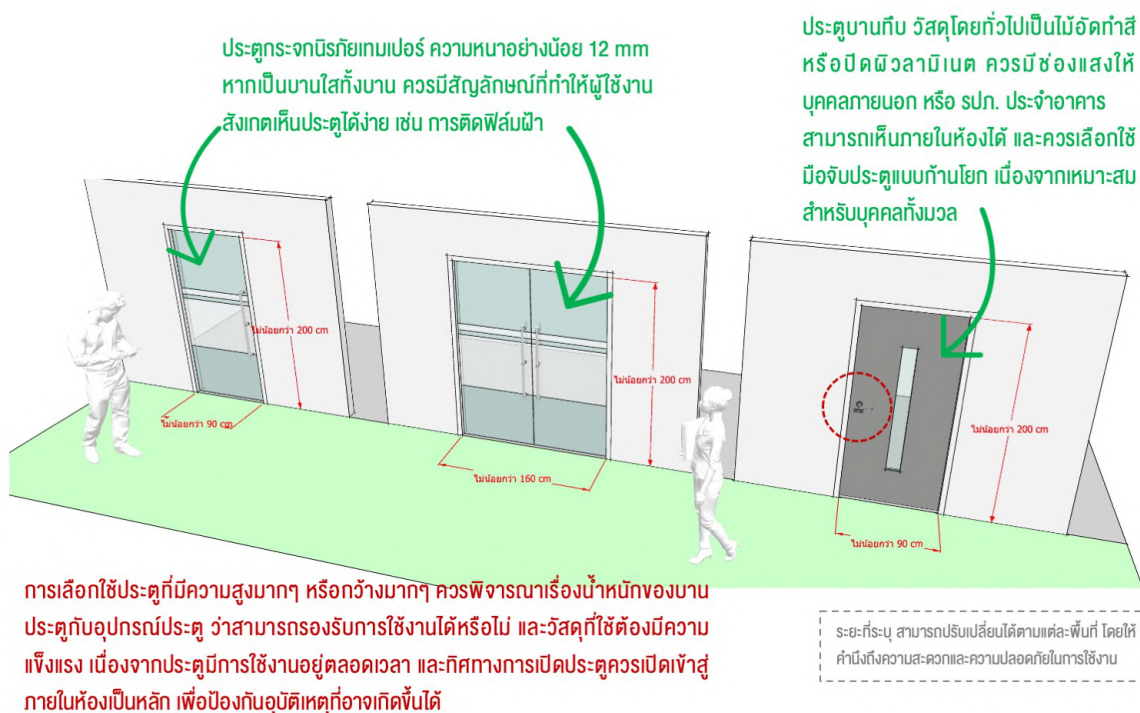 ประตูกระจกนิรภัยเทมเปอร์ ความหนาอย่างน้อย 12 mm
หากเป็นบานใสทั้งบาน ควรมีสัญลักษณ์ที่ทำให้ผู้ใช้งาน
สังเกตเห็นประตูได้ง่าย เช่น การติดฟิล์มฝ้า
ประตูบานทึบ วัสดุโดยทั่วไปเป็นไม้อัดทำสี
หรือปิดผิวลามิเนต ควรมีช่องแสงให้
บุคคลภายนอก หรือ รปภ. ประจำอาคาร
สามารถเห็นภายในห้องได้ และควรเลือกใช้
มือจับประตูแบบก้านโยก เนื่องจากเหมาะสม
สำหรับบุคคลทั้งมวล
ไม่น้อยกว่า 200 cm
ไม่น้อยกว่า 90 cm
ไม่น้อยกว่า 200 cm
ไม่น้อยกว่า 160 cm
ไม่น้อยกว่า 200 cm
ไม่น้อยกว่า 90 cm
การเลือกใช้ประตูที่มีความสูงมากๆ หรือกว้างมากๆ ควรพิจารณาเรื่องน้ำหนักของบาน
ประตูกับอุปกรณ์ประตู ว่าสามารถรองรับการใช้งานได้หรือไม่ และวัสดุที่ใช้ต้องมีความ
แข็งแรง เนื่องจากประตูมีการใช้งานอยู่ตลอดเวลา และทิศทางการเปิดประตูควรเปิดเข้าสู่
ภายในห้องเป็นหลัก เพื่อป้องกันอุบัติเหตุที่อาจเกิดขึ้นได้
ระยะที่ระบุ สามารถปรับเปลี่ยนได้ตามแต่ละพื้นที่ โดยให้
คำนึงถึงความสะดวกและความปลอดภัยในการใช้งาน